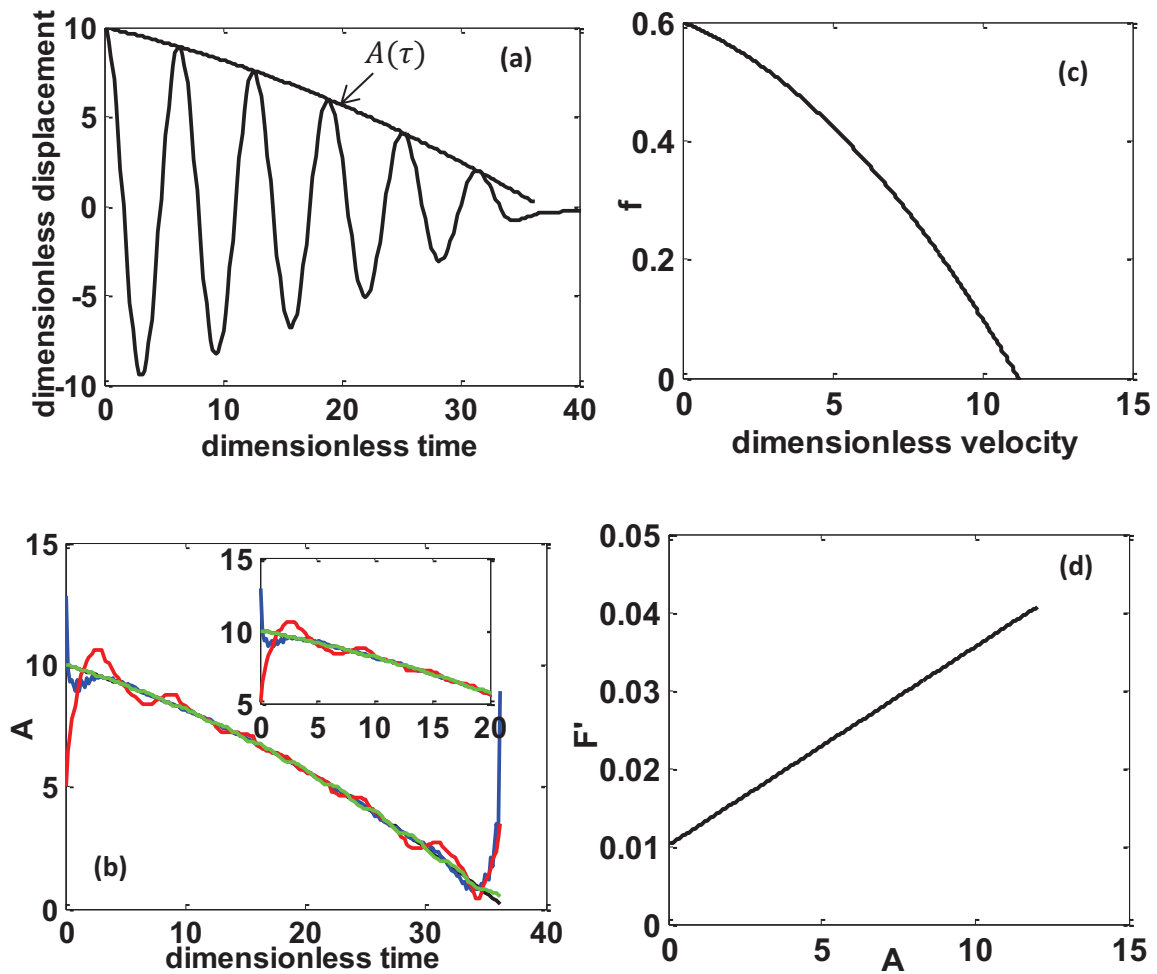 (a)
A(τ)
dimensionless displacement
10
5
0
-5
-10
0 10 20 30 40
dimensionless time
(c)
f
0.6
0.4
0.2
0
0 5 10 15
dimensionless velocity
(b)
A
15
10
5
0
0 10 20 30 40
dimensionless time
15
10
5
0 5 10 15 20
(d)
F'
0.05
0.04
0.03
0.02
0.01
0
0 5 10 15
A